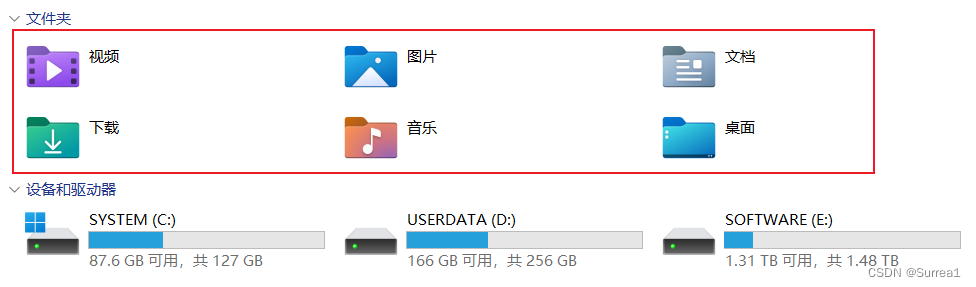 文件夹
视频
图片
文档
下载
音乐
桌面
设备和驱动器
SYSTEM (C:)
USERDATA (D:)
SOFTWARE (E:)
87.6 GB 可用，共 127 GB
166 GB 可用，共 256 GB
1.31 TB 可用，共 1.48 TB
CSDN @Surrea1